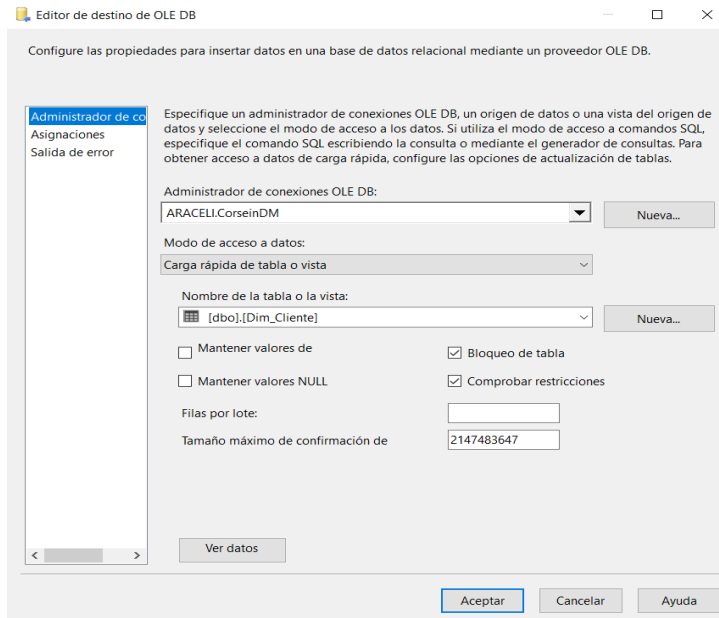 Editor de destino de OLE DB
Configure las propiedades para insertar datos en una base de datos relacional mediante un proveedor OLE DB.
Administrador de co
Asignaciones
Salida de error
Especifique un administrador de conexiones OLE DB, un origen de datos o una vista del origen de
datos y seleccione el modo de acceso a los datos. Si utiliza el modo de acceso a comandos SQL,
especifique el comando SQL escribiendo la consulta o mediante el generador de consultas. Para
obtener acceso a datos de carga rápida, configure las opciones de actualización de tablas.
Administrador de conexiones OLE DB:
ARACELI.CorseinDM
Nueva...
Modo de acceso a datos:
Carga rápida de tabla o vista
Nombre de la tabla o la vista:
[dbo].[Dim_Cliente]
Nueva...
Mantener valores de
Bloqueo de tabla
Mantener valores NULL
Comprobar restricciones
Filas por lote:
Tamaño máximo de confirmación de
2147483647
Ver datos
Aceptar
Cancelar
Ayuda